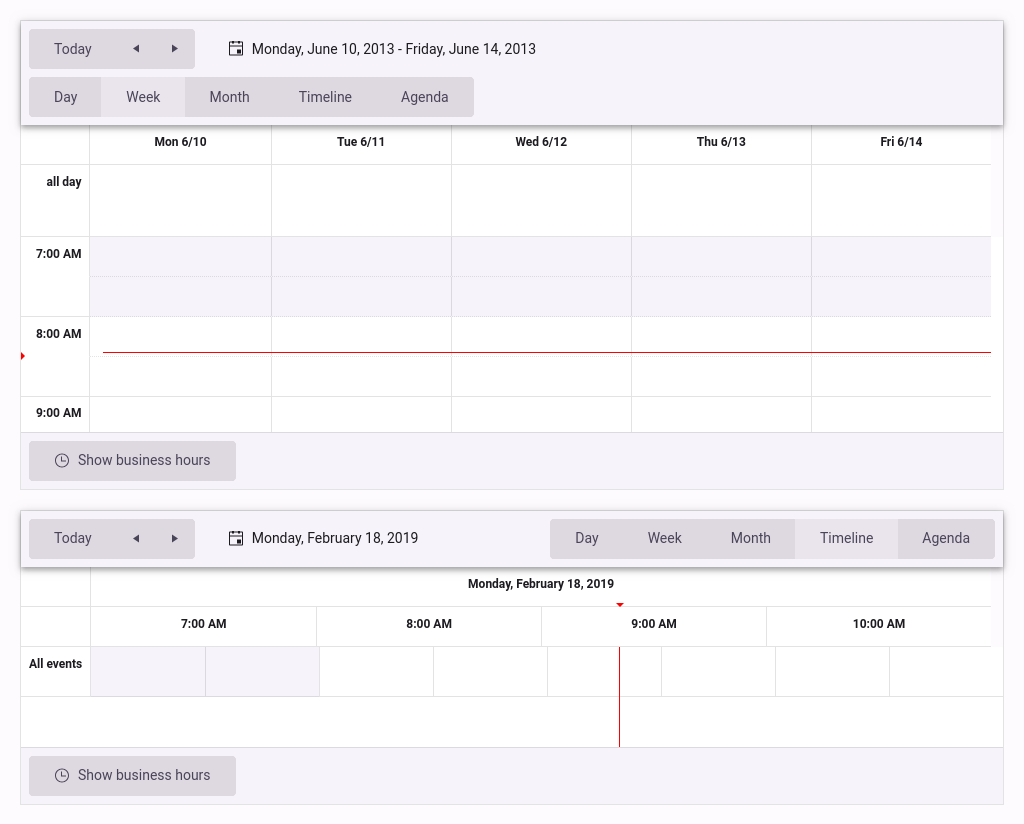 Today
Monday, June 10, 2013 - Friday, June 14, 2013
Day Week Month Timeline Agenda
Mon 6/10 Tue 6/11 Wed 6/12 Thu 6/13 Fri 6/14
all day
7:00 AM
8:00 AM
9:00 AM
Show business hours
Today
Monday, February 18, 2019
Day Week Month Timeline Agenda
Monday, February 18, 2019
7:00 AM 8:00 AM 9:00 AM 10:00 AM
All events
Show business hours